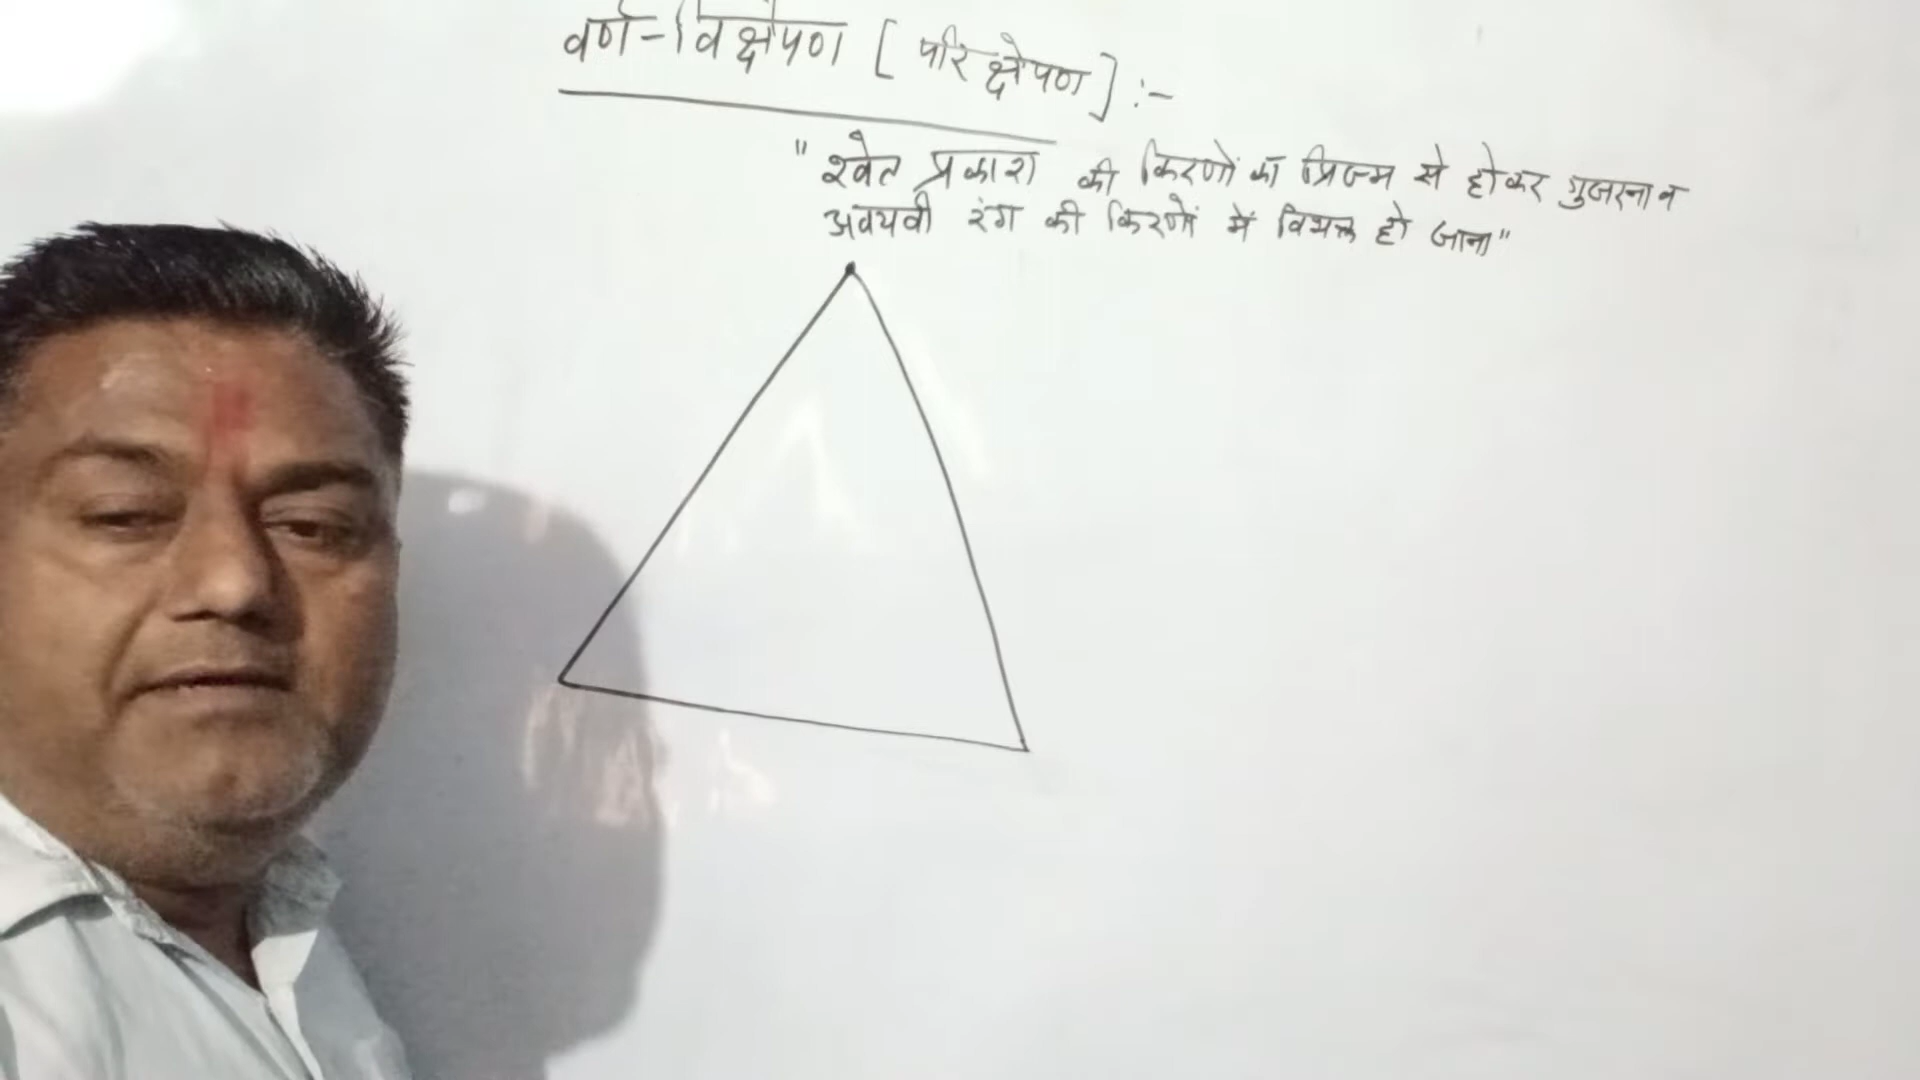 वर्ण-विक्षेपण [ परिक्षेपण ] :-
" श्वेत प्रकाश की किरणों का प्रिज्म से होकर गुजरना व
अवयवी रंग की किरणों में विभक्त हो जाना "